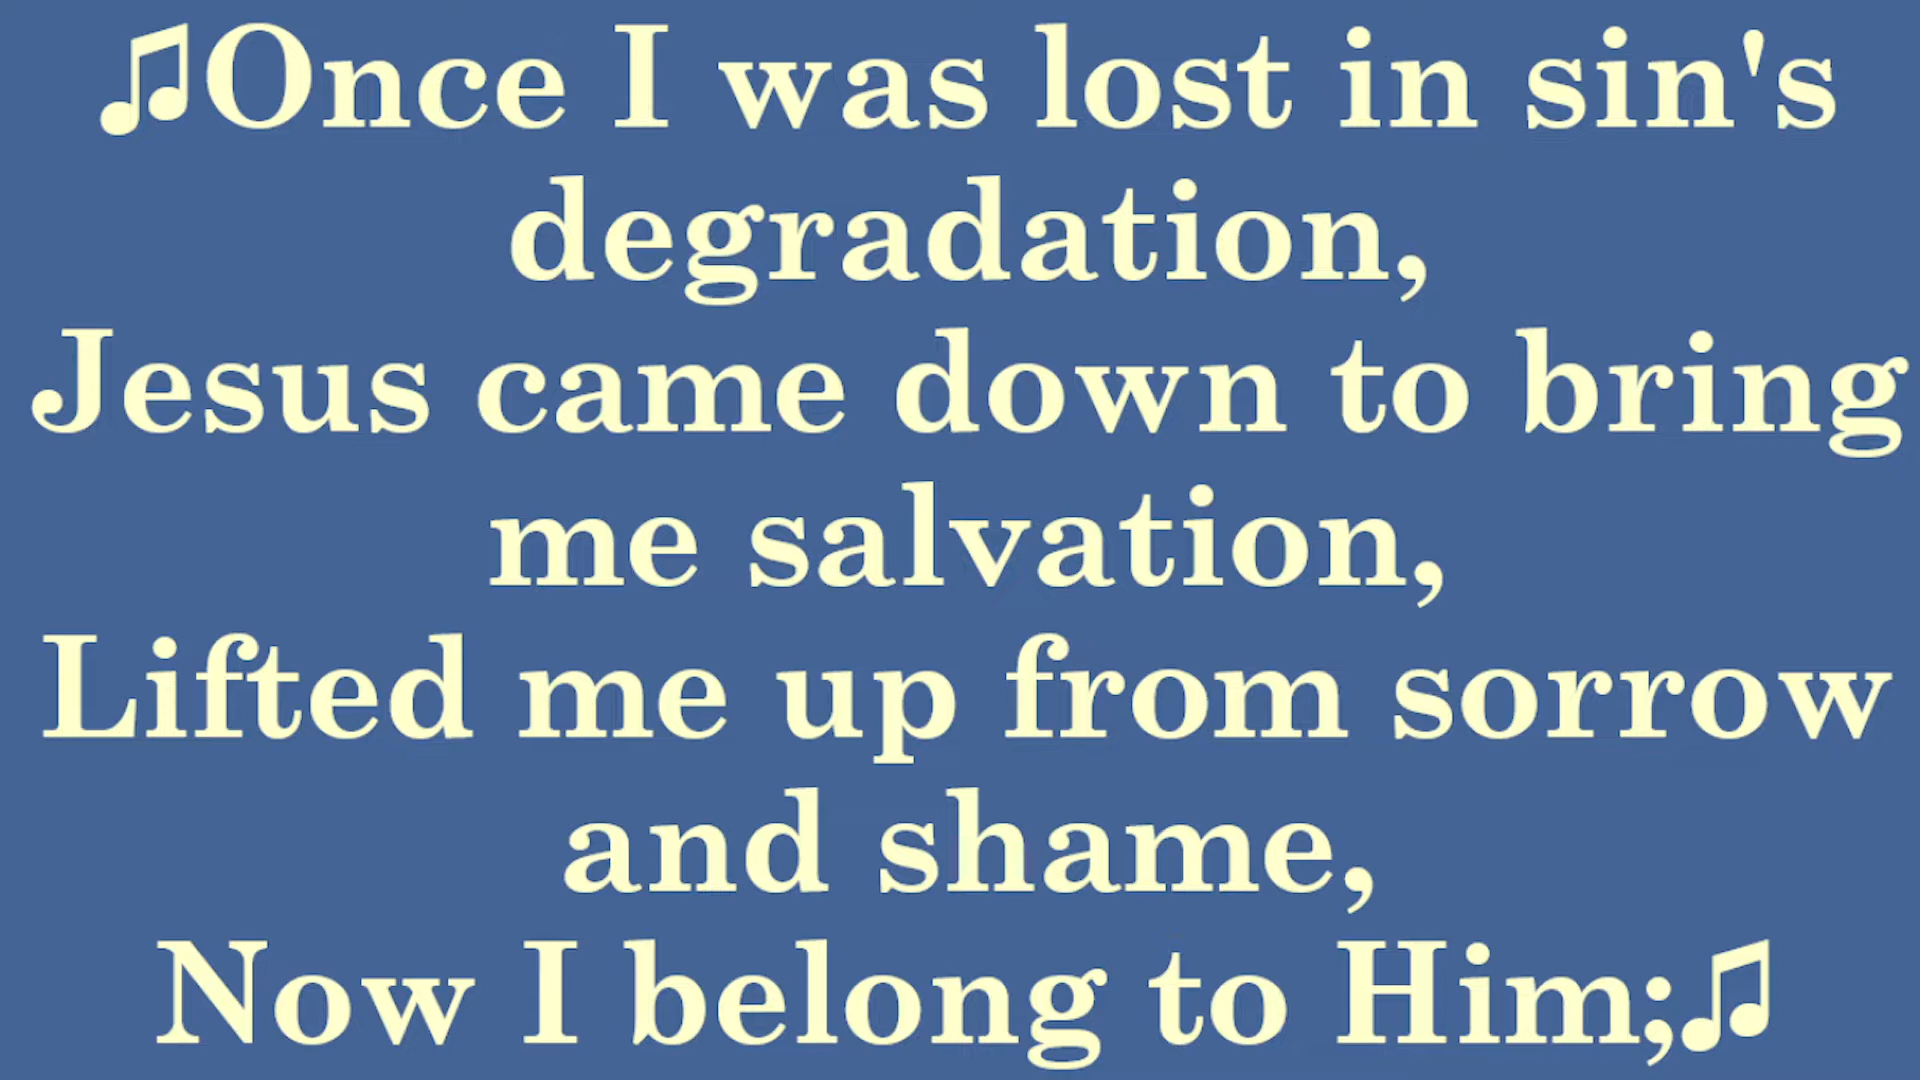 ♫Once I was lost in sin's
degradation,
Jesus came down to bring
me salvation,
Lifted me up from sorrow
and shame,
Now I belong to Him;♫